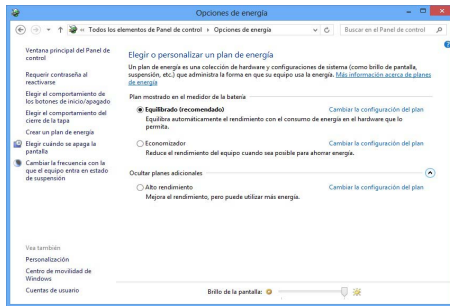 Opciones de energía
« Todos los elementos de Panel de control › Opciones de energía
Buscar en el Panel de control
Ventana principal del Panel de
control
Requerir contraseña al
reactivarse
Elegir el comportamiento de
los botones de inicio/apagado
Elegir el comportamiento del
cierre de la tapa
Crear un plan de energía
Elegir cuándo se apaga la
pantalla
Cambiar la frecuencia con la
que el equipo entra en estado
de suspensión
Elegir o personalizar un plan de energía
Un plan de energía es una colección de hardware y configuraciones de sistema (como brillo de pantalla,
suspensión, etc.) que administra la forma en que su equipo usa la energía. Más información acerca de planes
de energía
Plan mostrado en el medidor de la batería
Equilibrado (recomendado) Cambiar la configuración del plan
Equilibra automáticamente el rendimiento con el consumo de energía en el hardware que lo
permita.
Economizador Cambiar la configuración del plan
Reduce el rendimiento del equipo cuando sea posible para ahorrar energía.
Ocultar planes adicionales
Alto rendimiento Cambiar la configuración del plan
Mejora el rendimiento, pero puede utilizar más energía.
Vea también
Personalización
Centro de movilidad de
Windows
Cuentas de usuario
Brillo de la pantalla: